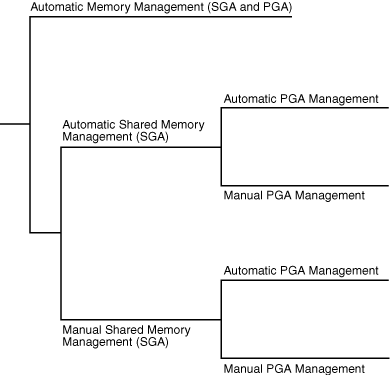 Automatic Memory Management (SGA and PGA)
Automatic PGA Management
Automatic Shared Memory
Management (SGA)
Manual PGA Management
Automatic PGA Management
Manual Shared Memory
Management (SGA)
Manual PGA Management